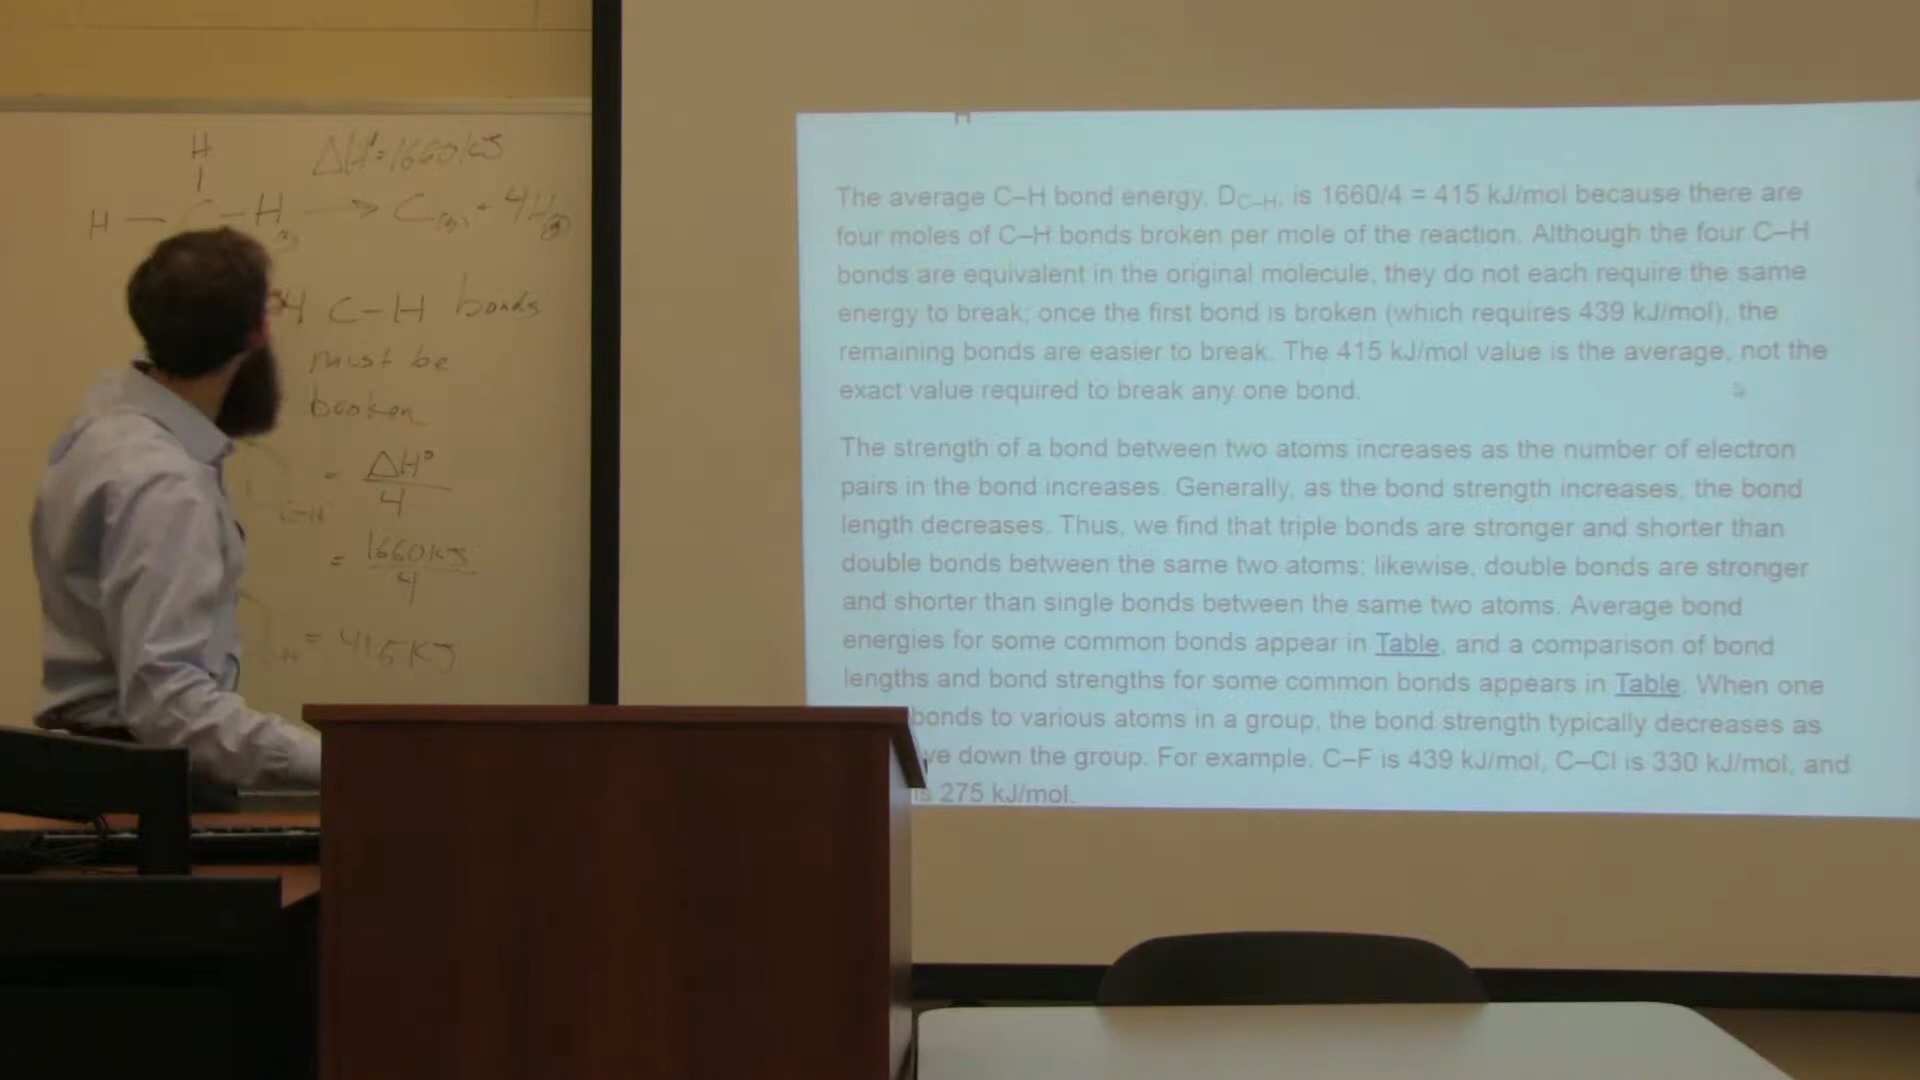 H
ΔH°=1660KJ
H — C – H (g) → C(g) + 4H(g)
4 C–H bonds
must be
broken
= ΔH°
4
C–H
= 1660KJ
4
= 415KJ
H
The average C–H bond energy, D C–H, is 1660/4 = 415 kJ/mol because there are
four moles of C–H bonds broken per mole of the reaction. Although the four C–H
bonds are equivalent in the original molecule, they do not each require the same
energy to break; once the first bond is broken (which requires 439 kJ/mol), the
remaining bonds are easier to break. The 415 kJ/mol value is the average, not the
exact value required to break any one bond.
The strength of a bond between two atoms increases as the number of electron
pairs in the bond increases. Generally, as the bond strength increases, the bond
length decreases. Thus, we find that triple bonds are stronger and shorter than
double bonds between the same two atoms; likewise, double bonds are stronger
and shorter than single bonds between the same two atoms. Average bond
energies for some common bonds appear in Table, and a comparison of bond
lengths and bond strengths for some common bonds appears in Table. When one
bonds to various atoms in a group, the bond strength typically decreases as
ve down the group. For example, C–F is 439 kJ/mol, C–Cl is 330 kJ/mol, and
is 275 kJ/mol.